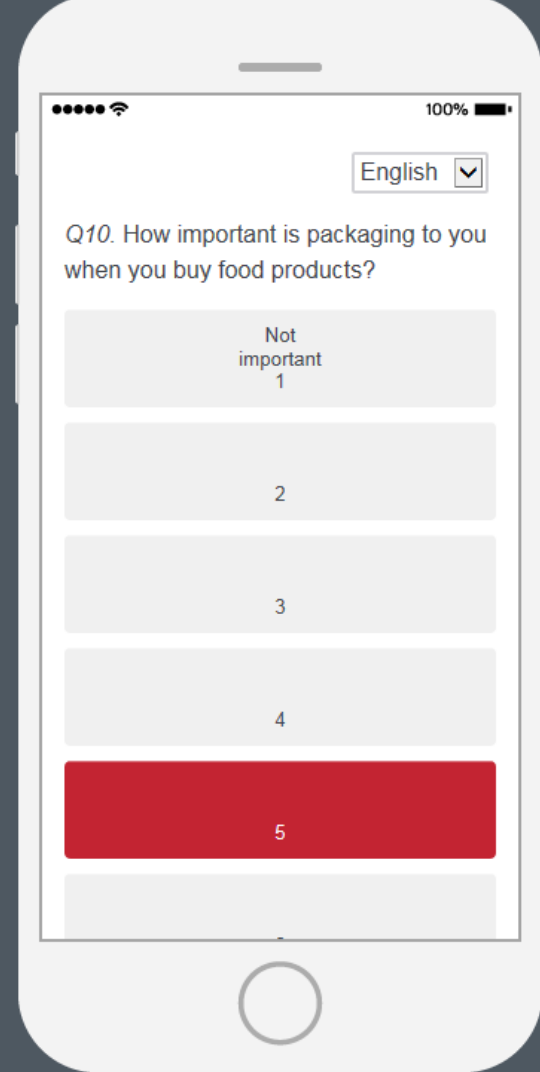 100%
English
Q10. How important is packaging to you
when you buy food products?
Not
important
1
2
3
4
5